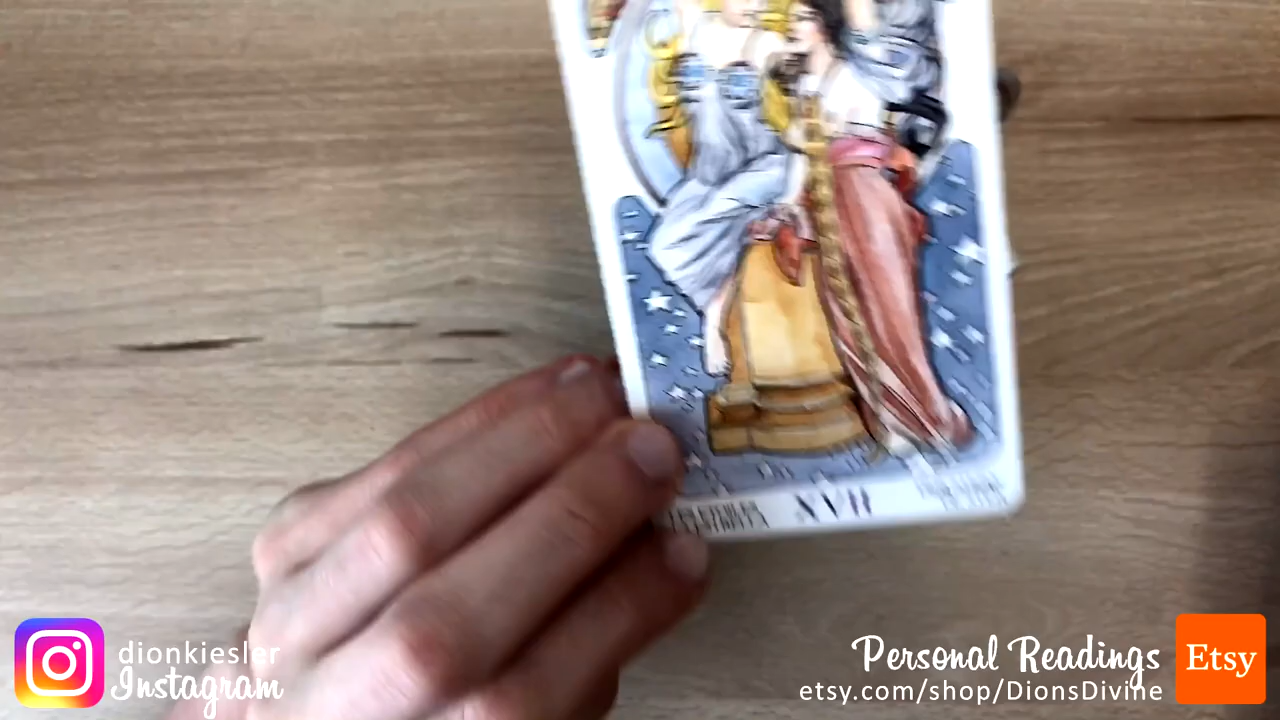 XVII
dionkiesler
Instagram
Personal Readings
etsy.com/shop/DionsDivine
Etsy